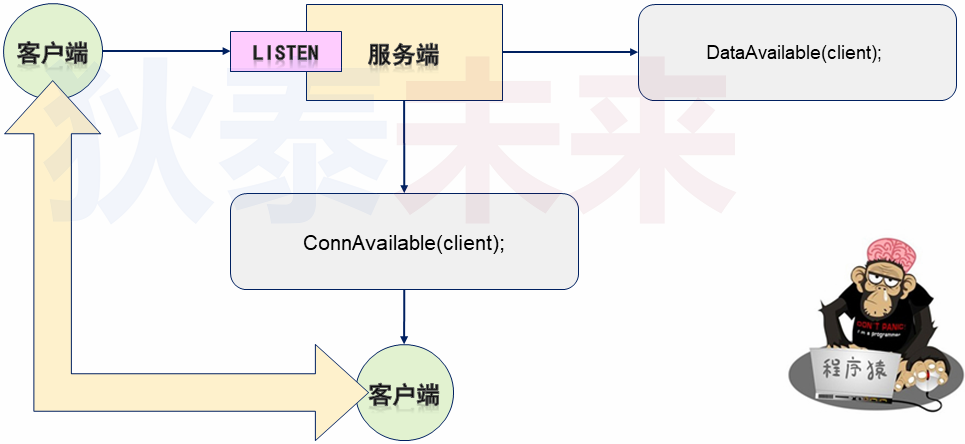 客户端
LISTEN
服务端
DataAvailable(client);
狄泰未来
ConnAvailable(client);
DON'T PANIC!
I'm a programmer
程序猿
客户端